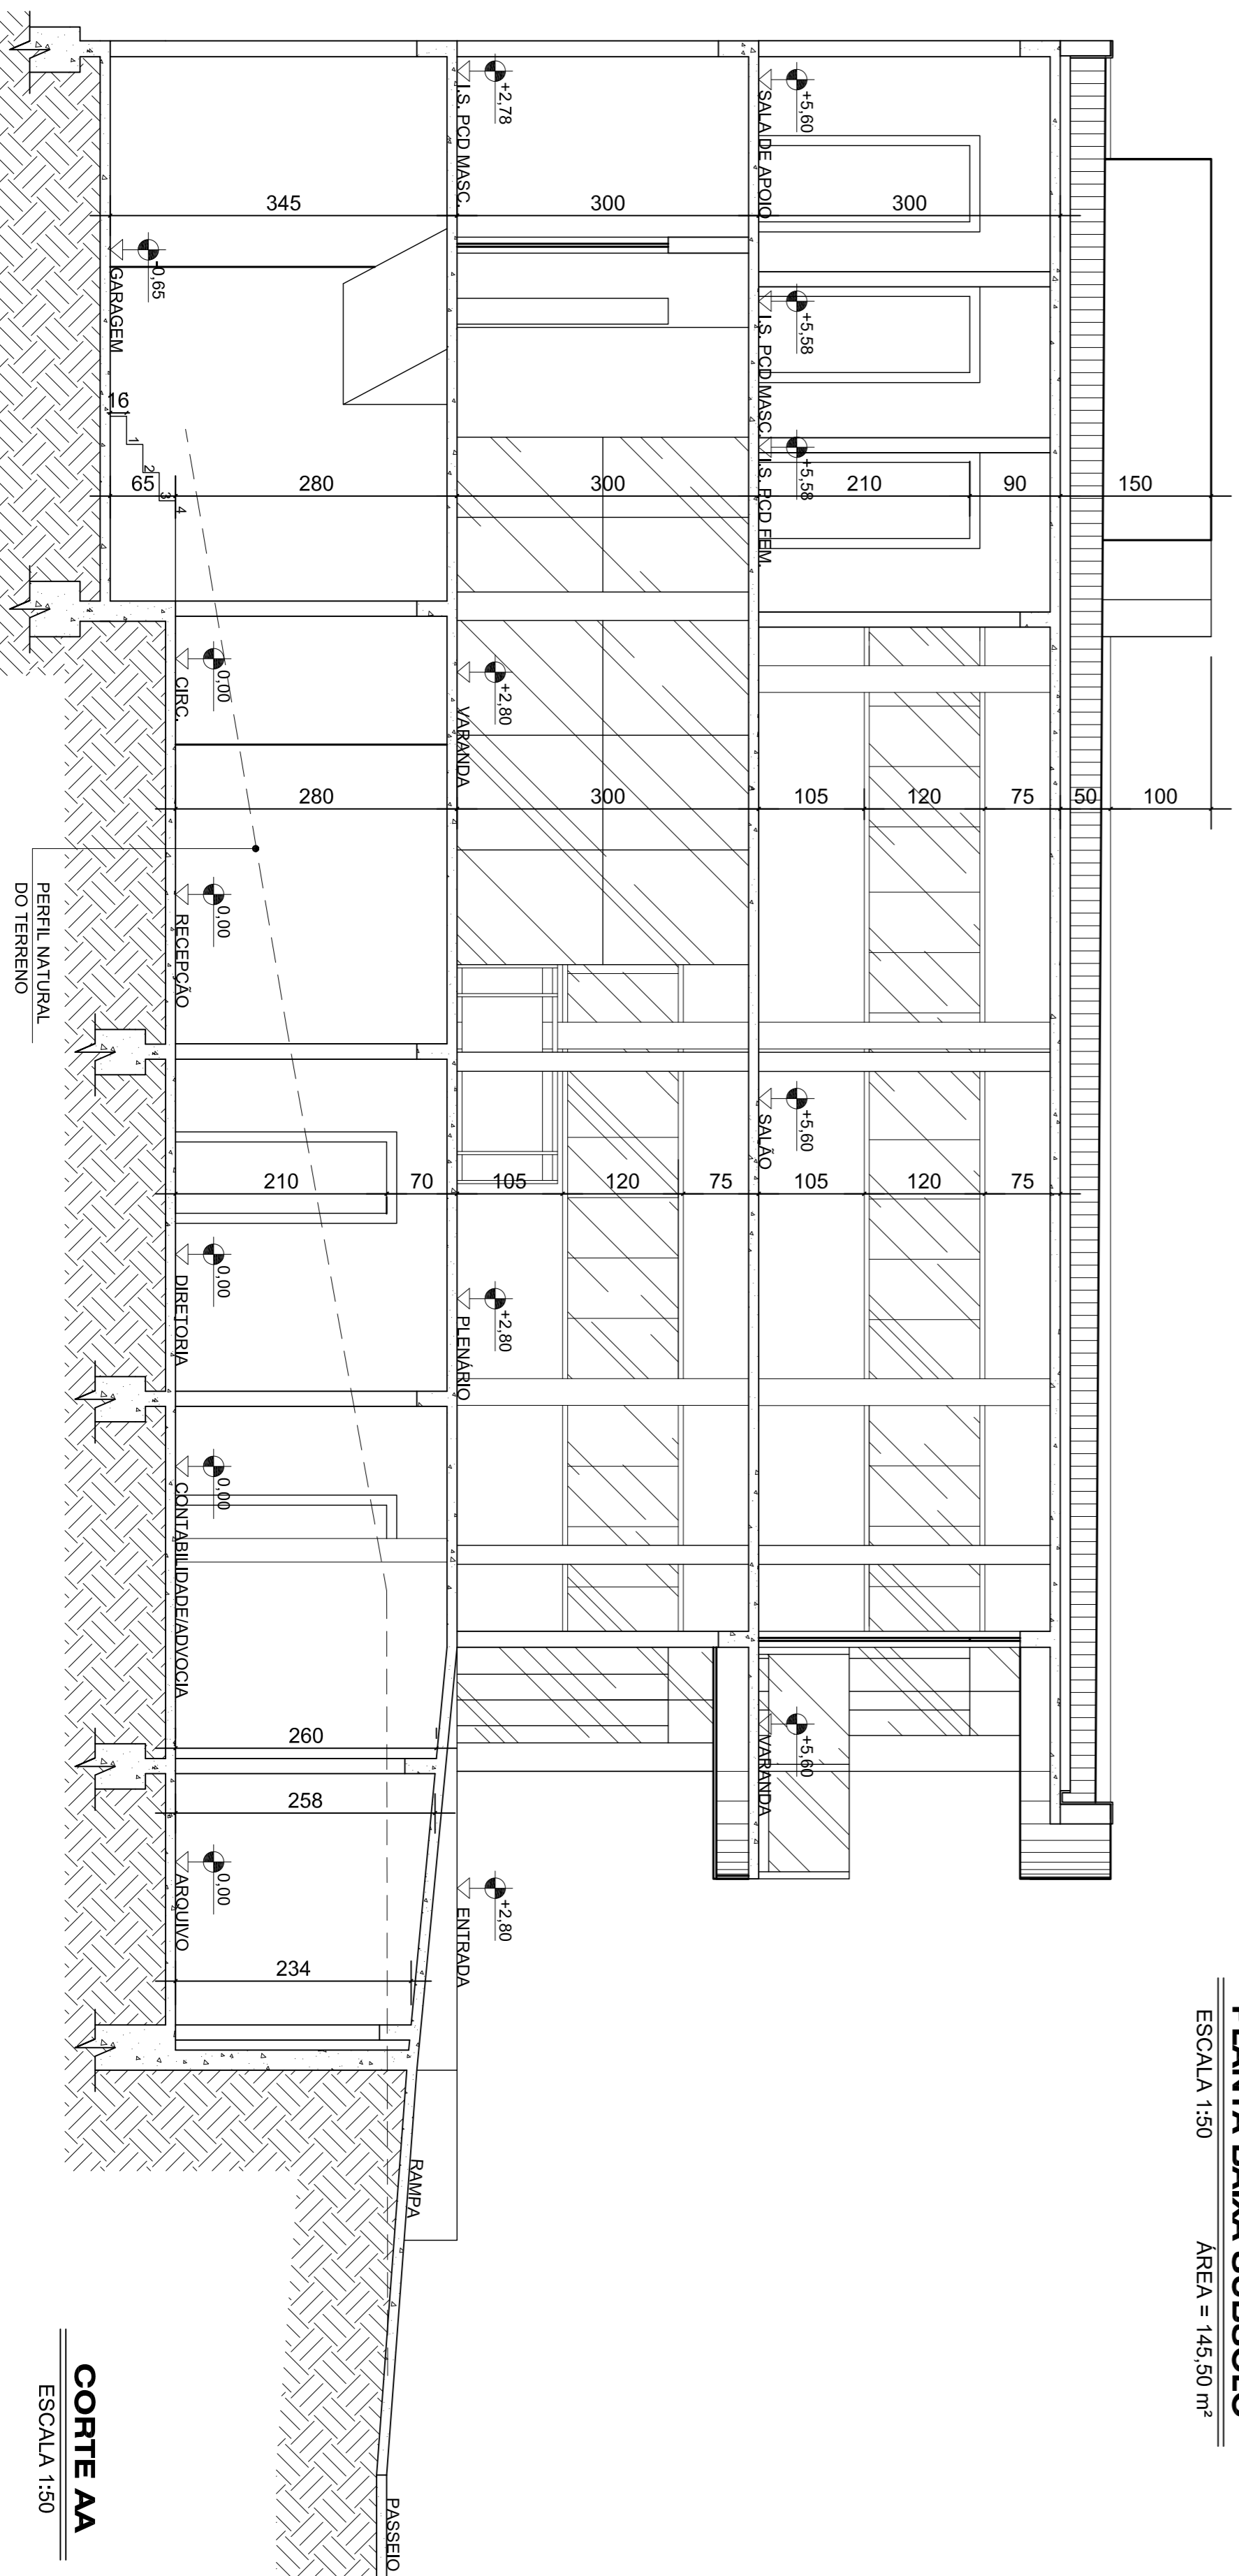 PLANTA BAIXA SUBSOLO
ESCALA 1:50
ÁREA = 145,50 m²
150
100
50
300
90
75
75
210
120
120
105
105
+5,60
SALA DE APOIO
+5,58
I.S. PCD MASC.
+5,58
I.S. PCD FEM.
+5,60
SALÃO
+5,60
VARANDA
300
300
300
75
120
105
+2,78
I.S. PCD MASC.
+2,80
VARANDA
+2,80
PLENÁRIO
+2,80
ENTRADA
345
280
280
70
210
260
258
234
65
16
1
2
3
4
RAMPA
PASSEIO
-0,65
GARAGEM
0,00
CIRC.
0,00
RECEPÇÃO
0,00
DIRETORIA
0,00
CONTABILIDADE/ADVOCIA
0,00
ARQUIVO
PERFIL NATURAL
DO TERRENO
CORTE AA
ESCALA 1:50